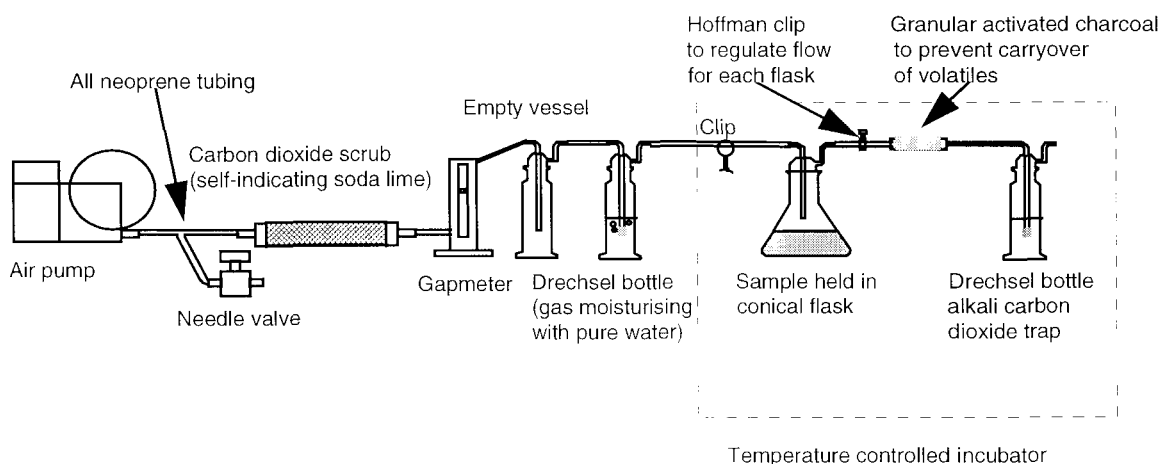 Hoffman clip
to regulate flow
for each flask
Granular activated charcoal
to prevent carryover
of volatiles
All neoprene tubing
Empty vessel
Clip
Carbon dioxide scrub
(self-indicating soda lime)
Air pump
Needle valve
Gapmeter
Drechsel bottle
(gas moisturising
with pure water)
Sample held in
conical flask
Drechsel bottle
alkali carbon
dioxide trap
Temperature controlled incubator